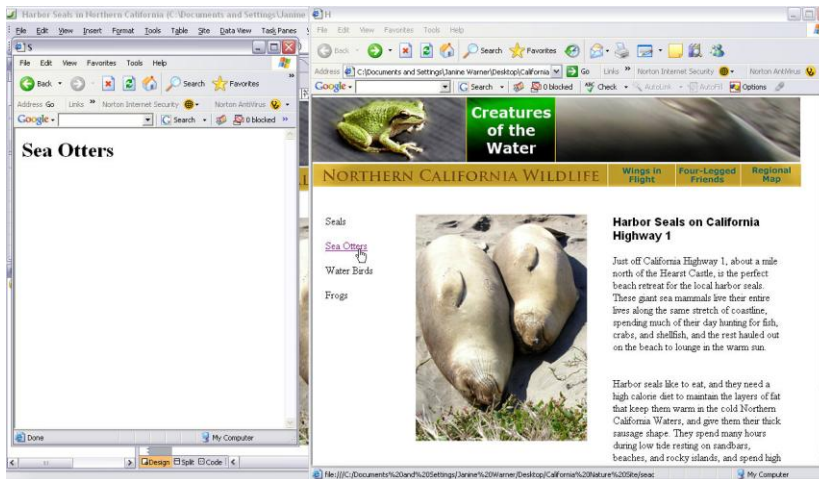 Harbor Seals in Northern California (C:\Documents and Settings\Janine
File Edit View Insert Format Tools Table Site Data View Task Panes
S
File Edit View Favorites Tools Help
Back Search Favorites
Address Go Links Norton Internet Security Norton AntiVirus
Google Search 0 blocked
Sea Otters
Done My Computer
Design Split Code
H
File Edit View Favorites Tools Help
Back Search Favorites
Address C:\Documents and Settings\Janine Warner\Desktop\California Go Links Norton Internet Security Norton AntiVirus
Google Search 0 blocked Check AutoLink AutoFill Options
Creatures
of the
Water
NORTHERN CALIFORNIA WILDLIFE
Wings in
Flight
Four-Legged
Friends
Regional
Map
Seals
Sea Otters
Water Birds
Frogs
Harbor Seals on California
Highway 1
Just off California Highway 1, about a mile
north of the Hearst Castle, is the perfect
beach retreat for the local harbor seals.
These giant sea mammals live their entire
lives along the same stretch of coastline,
spending much of their day hunting for fish,
crabs, and shellfish, and the rest hauled out
on the beach to lounge in the warm sun.
Harbor seals like to eat, and they need a
high calorie diet to maintain the layers of fat
that keep them warm in the cold Northern
California Waters, and give them their thick
sausage shape. They spend many hours
during low tide resting on sandbars,
beaches, and rocky islands, and spend high
file:///C:/Documents%20and%20Settings/Janine%20Warner/Desktop/California%20Nature%20Site/seac My Computer